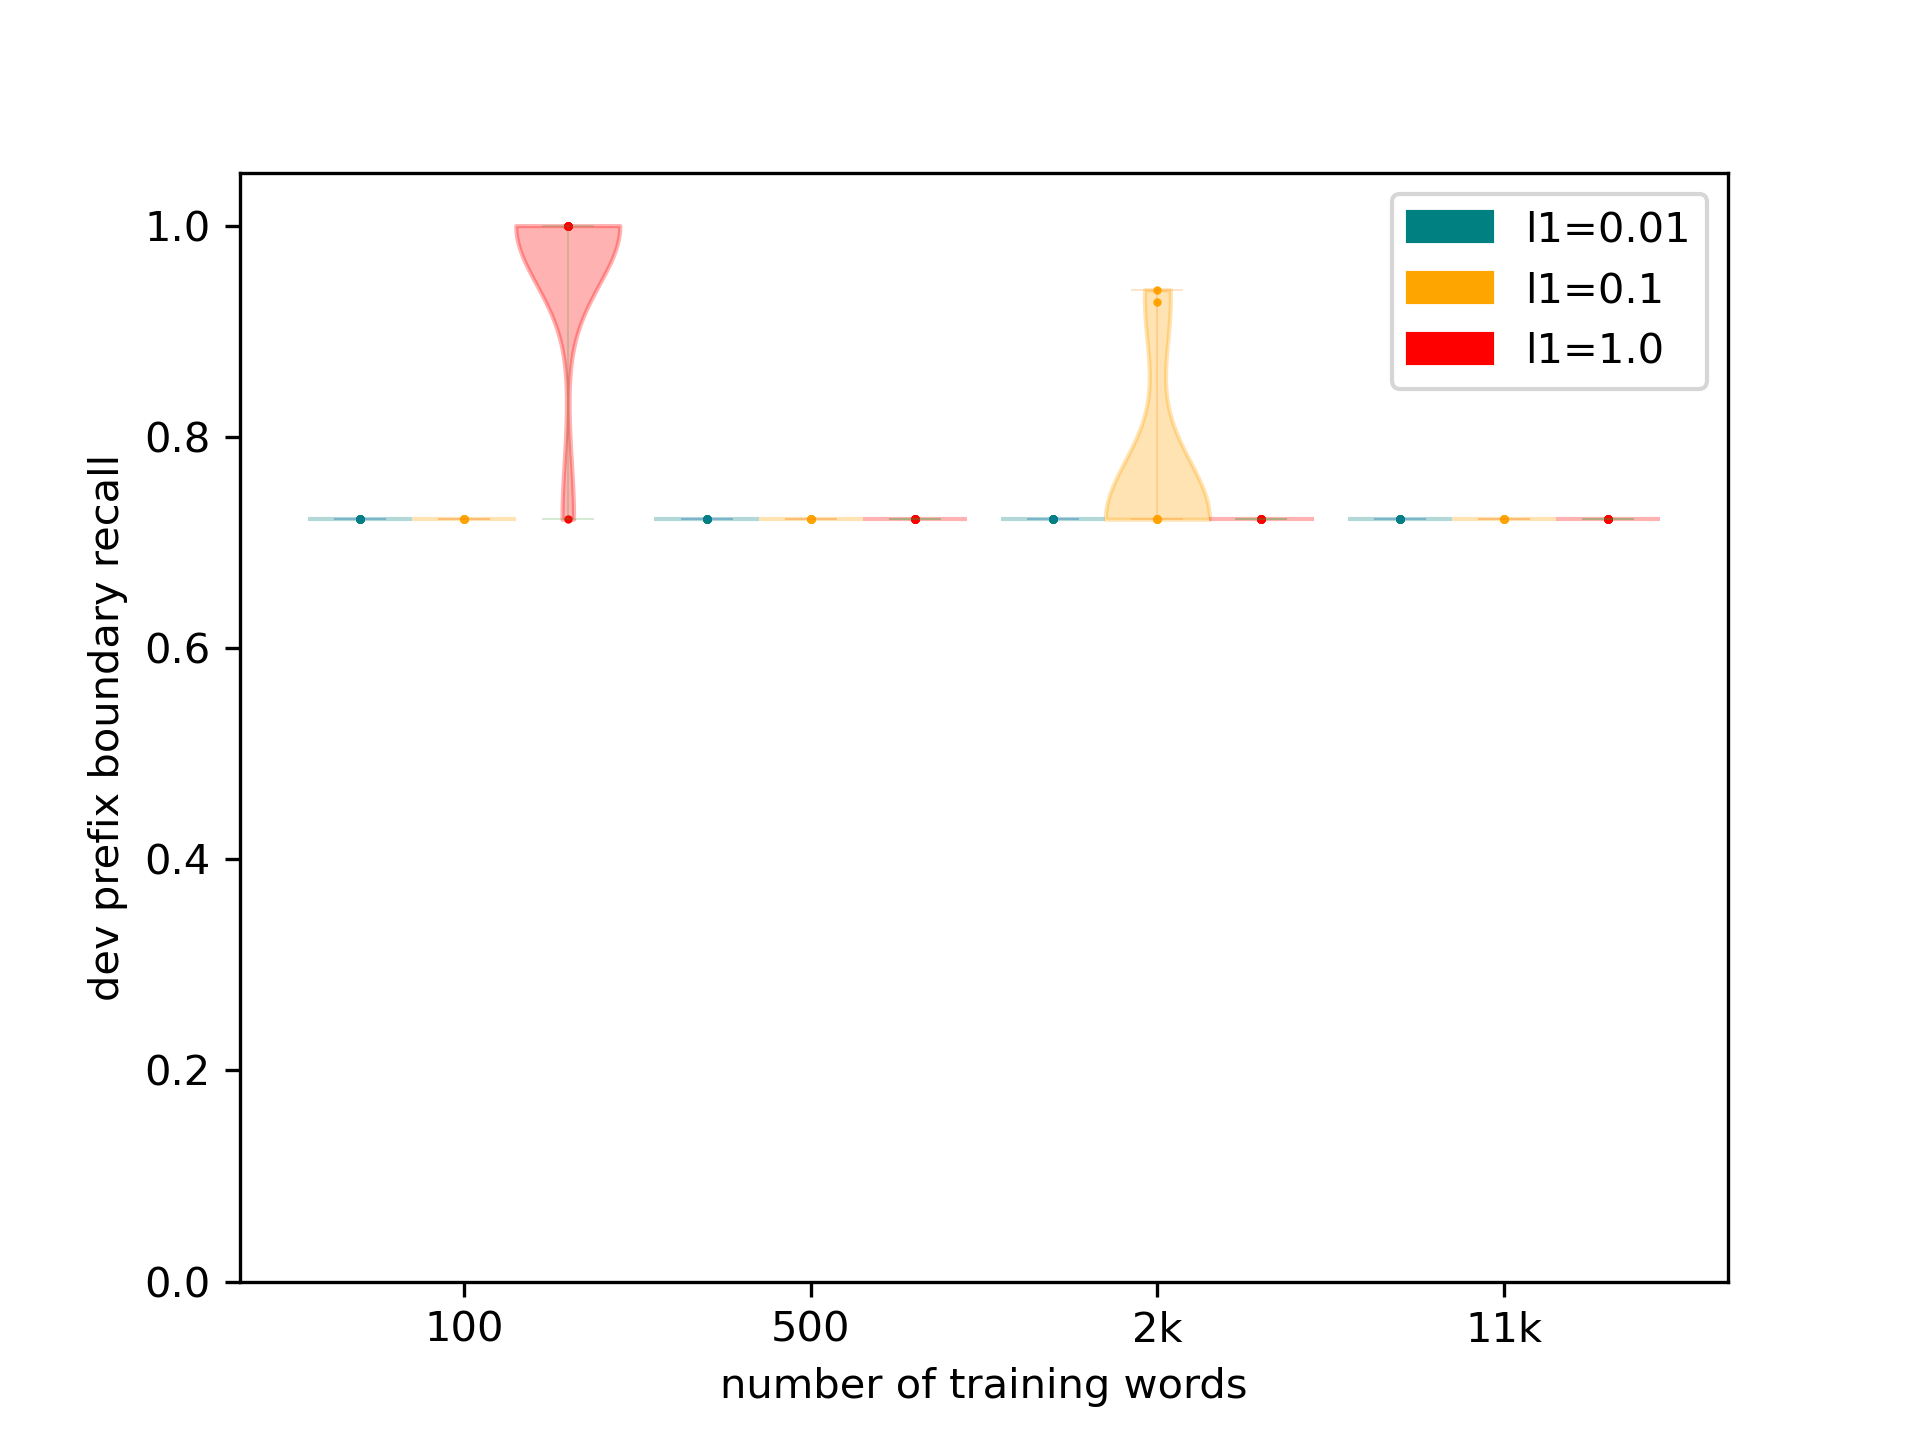 l1=0.01
l1=0.1
l1=1.0
1.0
0.8
0.6
0.4
0.2
0.0
dev prefix boundary recall
100 500 2k 11k
number of training words